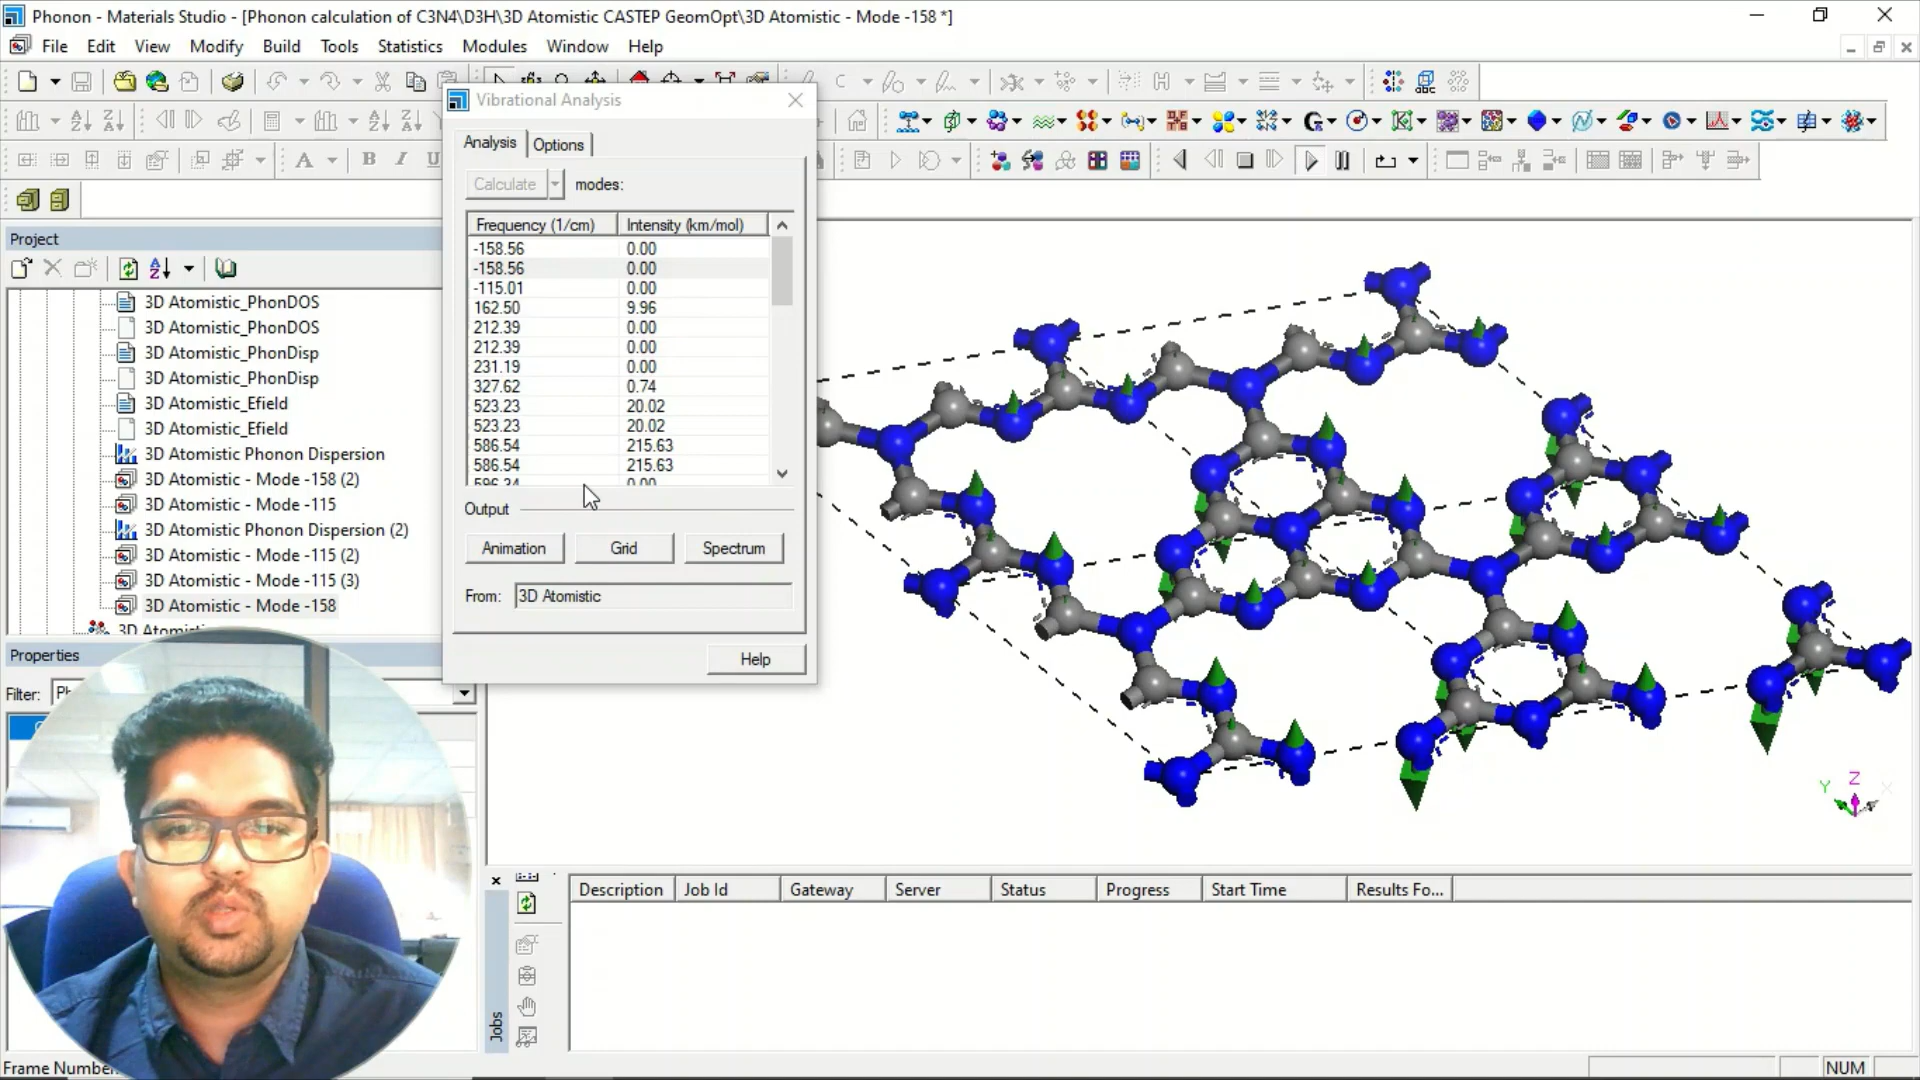 Phonon - Materials Studio - [Phonon calculation of C3N4\D3H\3D Atomistic CASTEP GeomOpt\3D Atomistic - Mode -158 *]
File Edit View Modify Build Tools Statistics Modules Window Help
Vibrational Analysis
Analysis Options
Calculate modes:
Frequency (1/cm) Intensity (km/mol)
-158.56 0.00
-158.56 0.00
-115.01 0.00
162.50 9.96
212.39 0.00
212.39 0.00
231.19 0.00
327.62 0.74
523.23 20.02
523.23 20.02
586.54 215.63
586.54 215.63
596.34 0.00
Output
Animation Grid Spectrum
From: 3D Atomistic
Help
Project
3D Atomistic_PhonDOS
3D Atomistic_PhonDOS
3D Atomistic_PhonDisp
3D Atomistic_PhonDisp
3D Atomistic_Efield
3D Atomistic_Efield
3D Atomistic Phonon Dispersion
3D Atomistic - Mode -158 (2)
3D Atomistic - Mode -115
3D Atomistic Phonon Dispersion (2)
3D Atomistic - Mode -115 (2)
3D Atomistic - Mode -115 (3)
3D Atomistic - Mode -158
Properties
Filter:
Z
Y X
Description Job Id Gateway Server Status Progress Start Time Results Fo...
Jobs
Frame Number
NUM